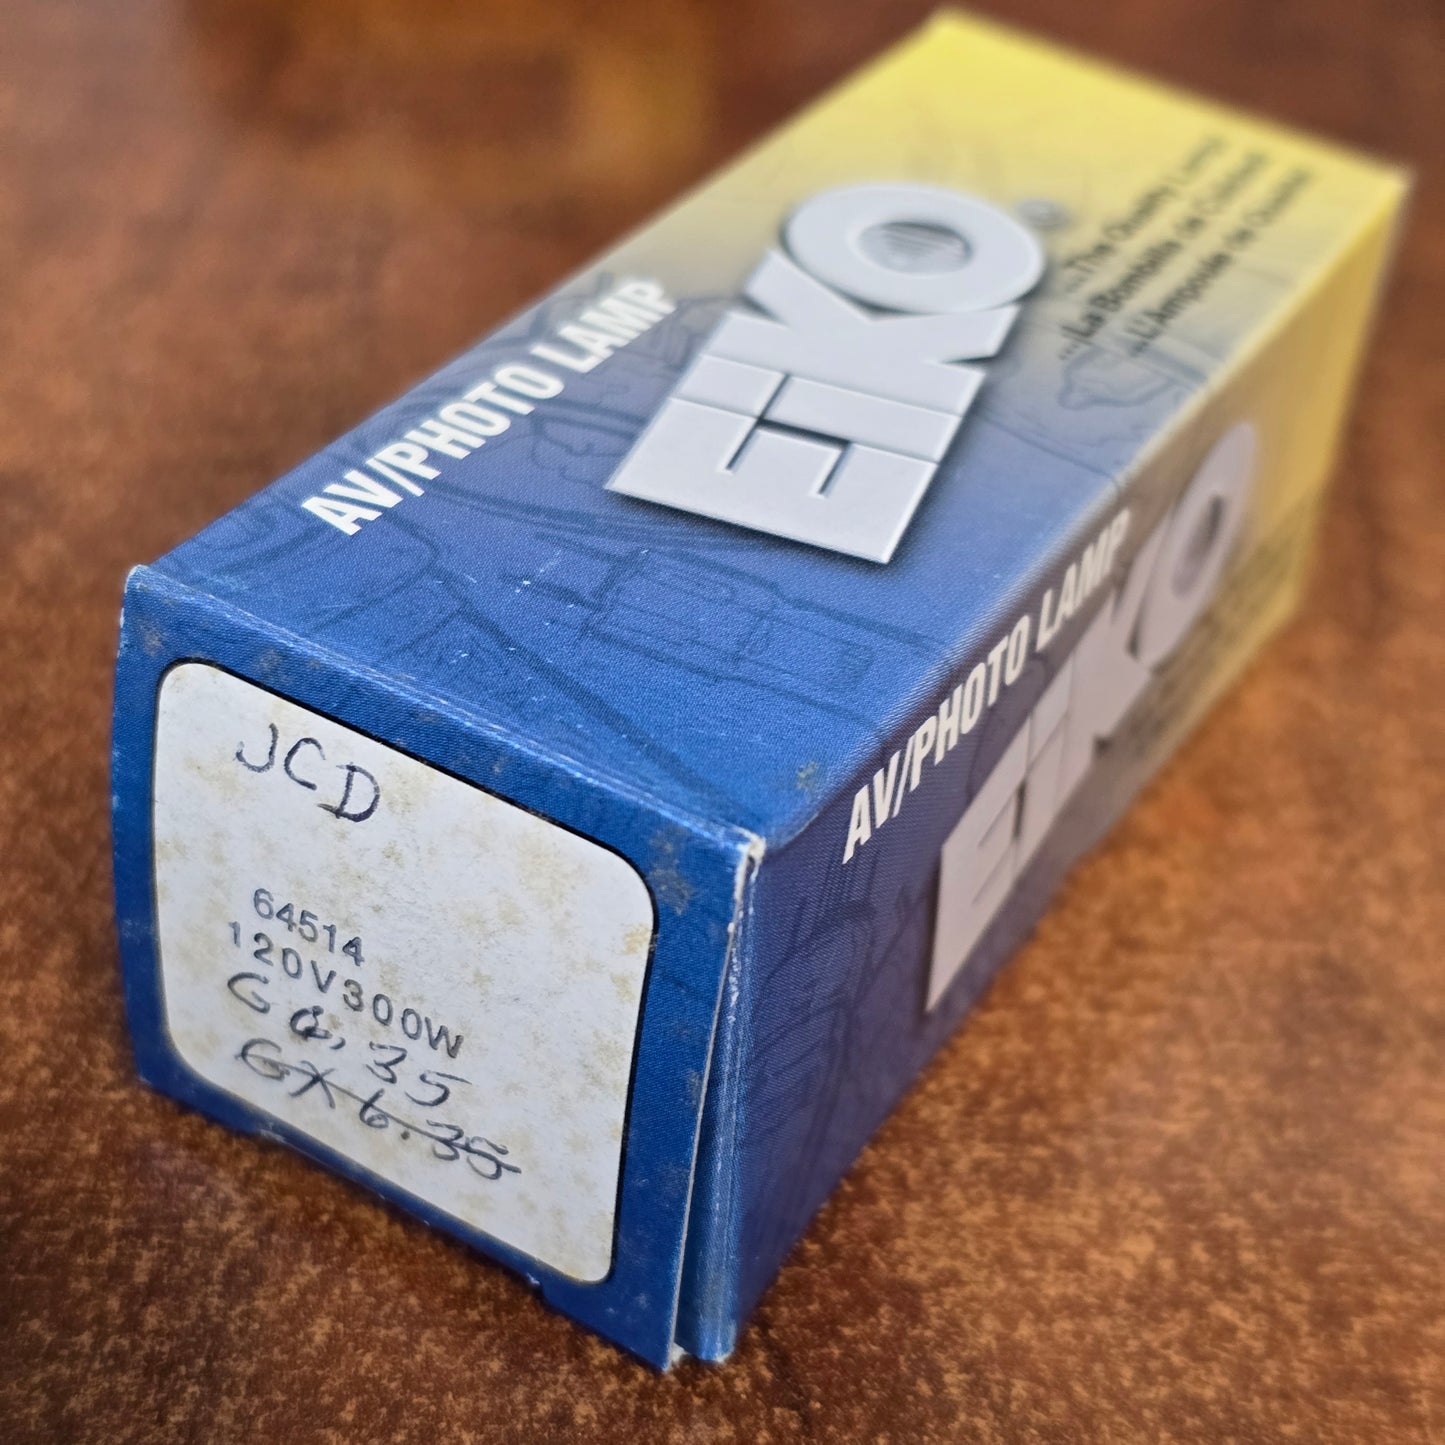 AV/PHOTO LAMP
EIKO
...The Quality Lamp
...La Bombilla de Calidad
...L'Ampoule de Qualité
AV/PHOTO LAMP
EIKO
JCD
64514
120V300W
G6,35
GX6.35